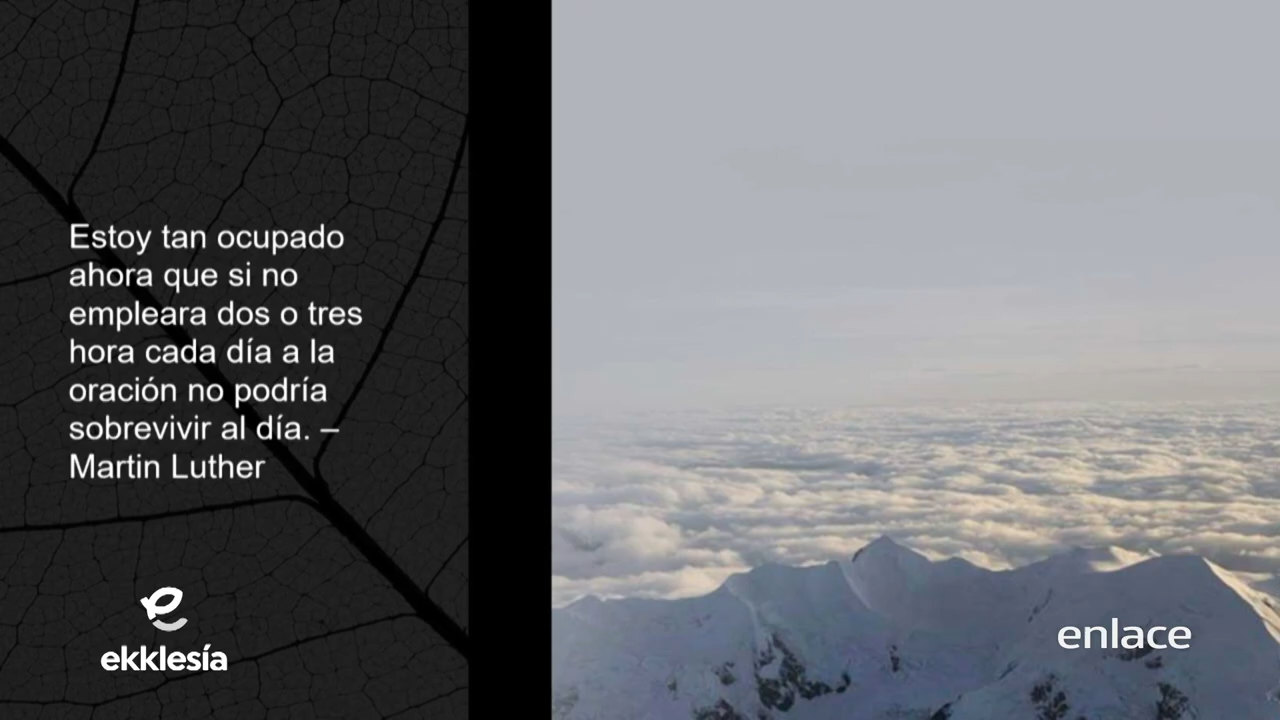 Estoy tan ocupado
ahora que si no
empleara dos o tres
hora cada día a la
oración no podría
sobrevivir al día. –
Martin Luther
ekklesía
enlace